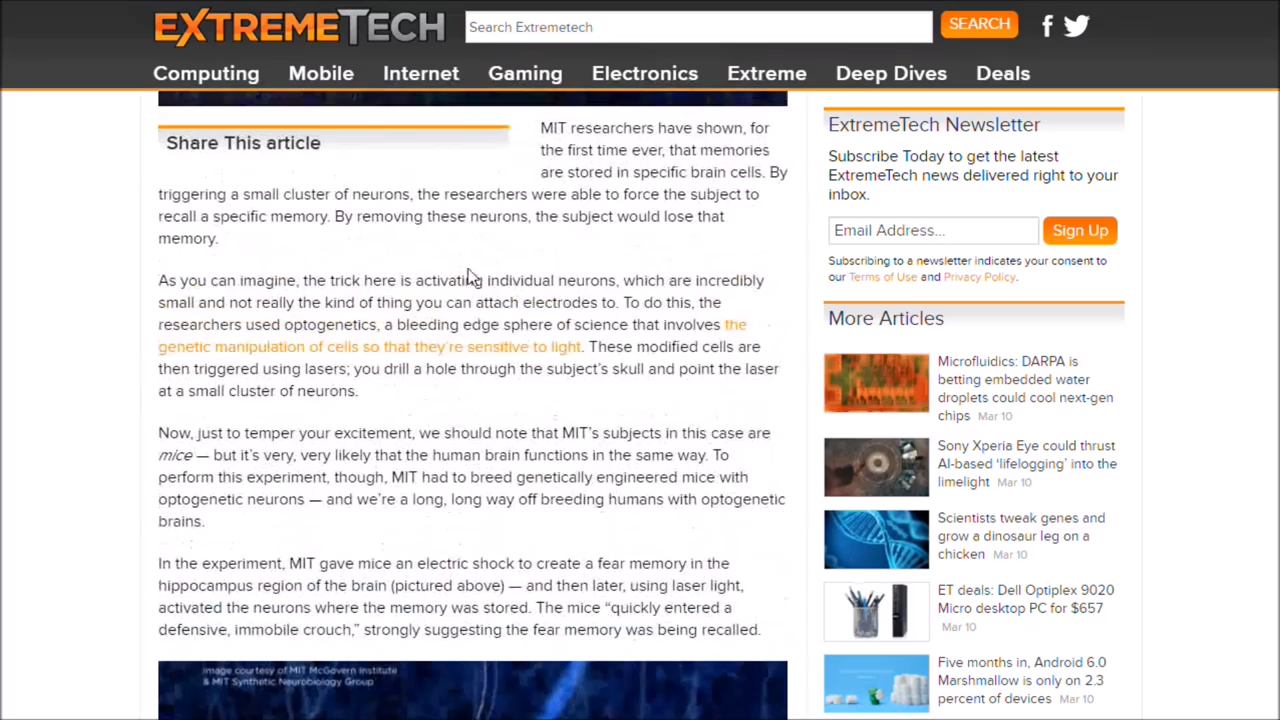 EXTREMETECH
Search Extremetech
SEARCH
Computing
Mobile
Internet
Gaming
Electronics
Extreme
Deep Dives
Deals
Share This article
MIT researchers have shown, for
the first time ever, that memories
are stored in specific brain cells. By
triggering a small cluster of neurons, the researchers were able to force the subject to
recall a specific memory. By removing these neurons, the subject would lose that
memory.
As you can imagine, the trick here is activating individual neurons, which are incredibly
small and not really the kind of thing you can attach electrodes to. To do this, the
researchers used optogenetics, a bleeding edge sphere of science that involves the
genetic manipulation of cells so that they're sensitive to light. These modified cells are
then triggered using lasers; you drill a hole through the subject's skull and point the laser
at a small cluster of neurons.
Now, just to temper your excitement, we should note that MIT's subjects in this case are
mice — but it's very, very likely that the human brain functions in the same way. To
perform this experiment, though, MIT had to breed genetically engineered mice with
optogenetic neurons — and we're a long, long way off breeding humans with optogenetic
brains.
In the experiment, MIT gave mice an electric shock to create a fear memory in the
hippocampus region of the brain (pictured above) — and then later, using laser light,
activated the neurons where the memory was stored. The mice “quickly entered a
defensive, immobile crouch,” strongly suggesting the fear memory was being recalled.
image courtesy of MIT McGovern Institute
& MIT Synthetic Neurobiology Group
ExtremeTech Newsletter
Subscribe Today to get the latest
ExtremeTech news delivered right to your
inbox.
Email Address...
Sign Up
Subscribing to a newsletter indicates your consent to
our Terms of Use and Privacy Policy.
More Articles
Microfluidics: DARPA is
betting embedded water
droplets could cool next-gen
chips Mar 10
Sony Xperia Eye could thrust
AI-based ‘lifelogging’ into the
limelight Mar 10
Scientists tweak genes and
grow a dinosaur leg on a
chicken Mar 10
ET deals: Dell Optiplex 9020
Micro desktop PC for $657
Mar 10
Five months in, Android 6.0
Marshmallow is only on 2.3
percent of devices Mar 10